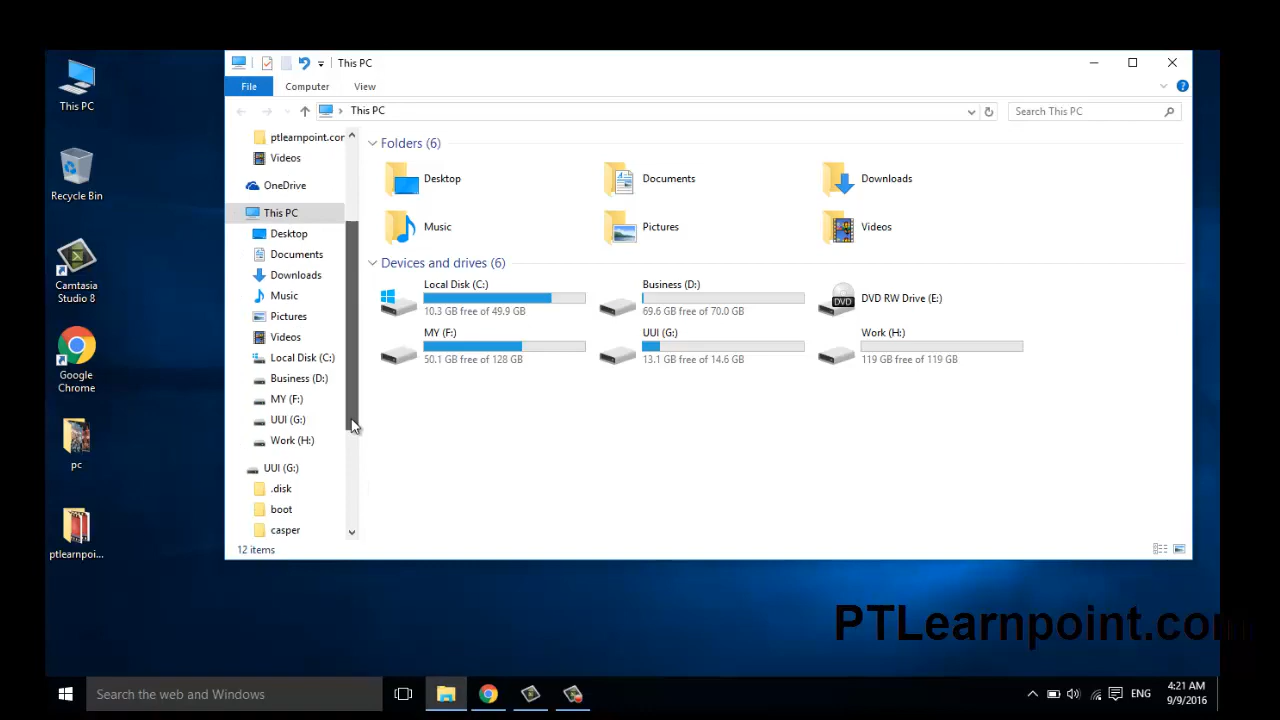 This PC
File
Computer
View
This PC
Search This PC
ptlearnpoint.cor
Videos
OneDrive
This PC
Desktop
Documents
Downloads
Music
Pictures
Videos
Local Disk (C:)
Business (D:)
MY (F:)
UUI (G:)
Work (H:)
UUI (G:)
.disk
boot
casper
Folders (6)
Desktop
Documents
Downloads
Music
Pictures
Videos
Devices and drives (6)
Local Disk (C:)
10.3 GB free of 49.9 GB
Business (D:)
69.6 GB free of 70.0 GB
DVD
DVD RW Drive (E:)
MY (F:)
50.1 GB free of 128 GB
UUI (G:)
13.1 GB free of 14.6 GB
Work (H:)
119 GB free of 119 GB
12 items
This PC
Recycle Bin
Camtasia
Studio 8
Google
Chrome
pc
ptlearnpoi...
PTLearnpoint.com
Search the web and Windows
ENG
4:21 AM
9/9/2016